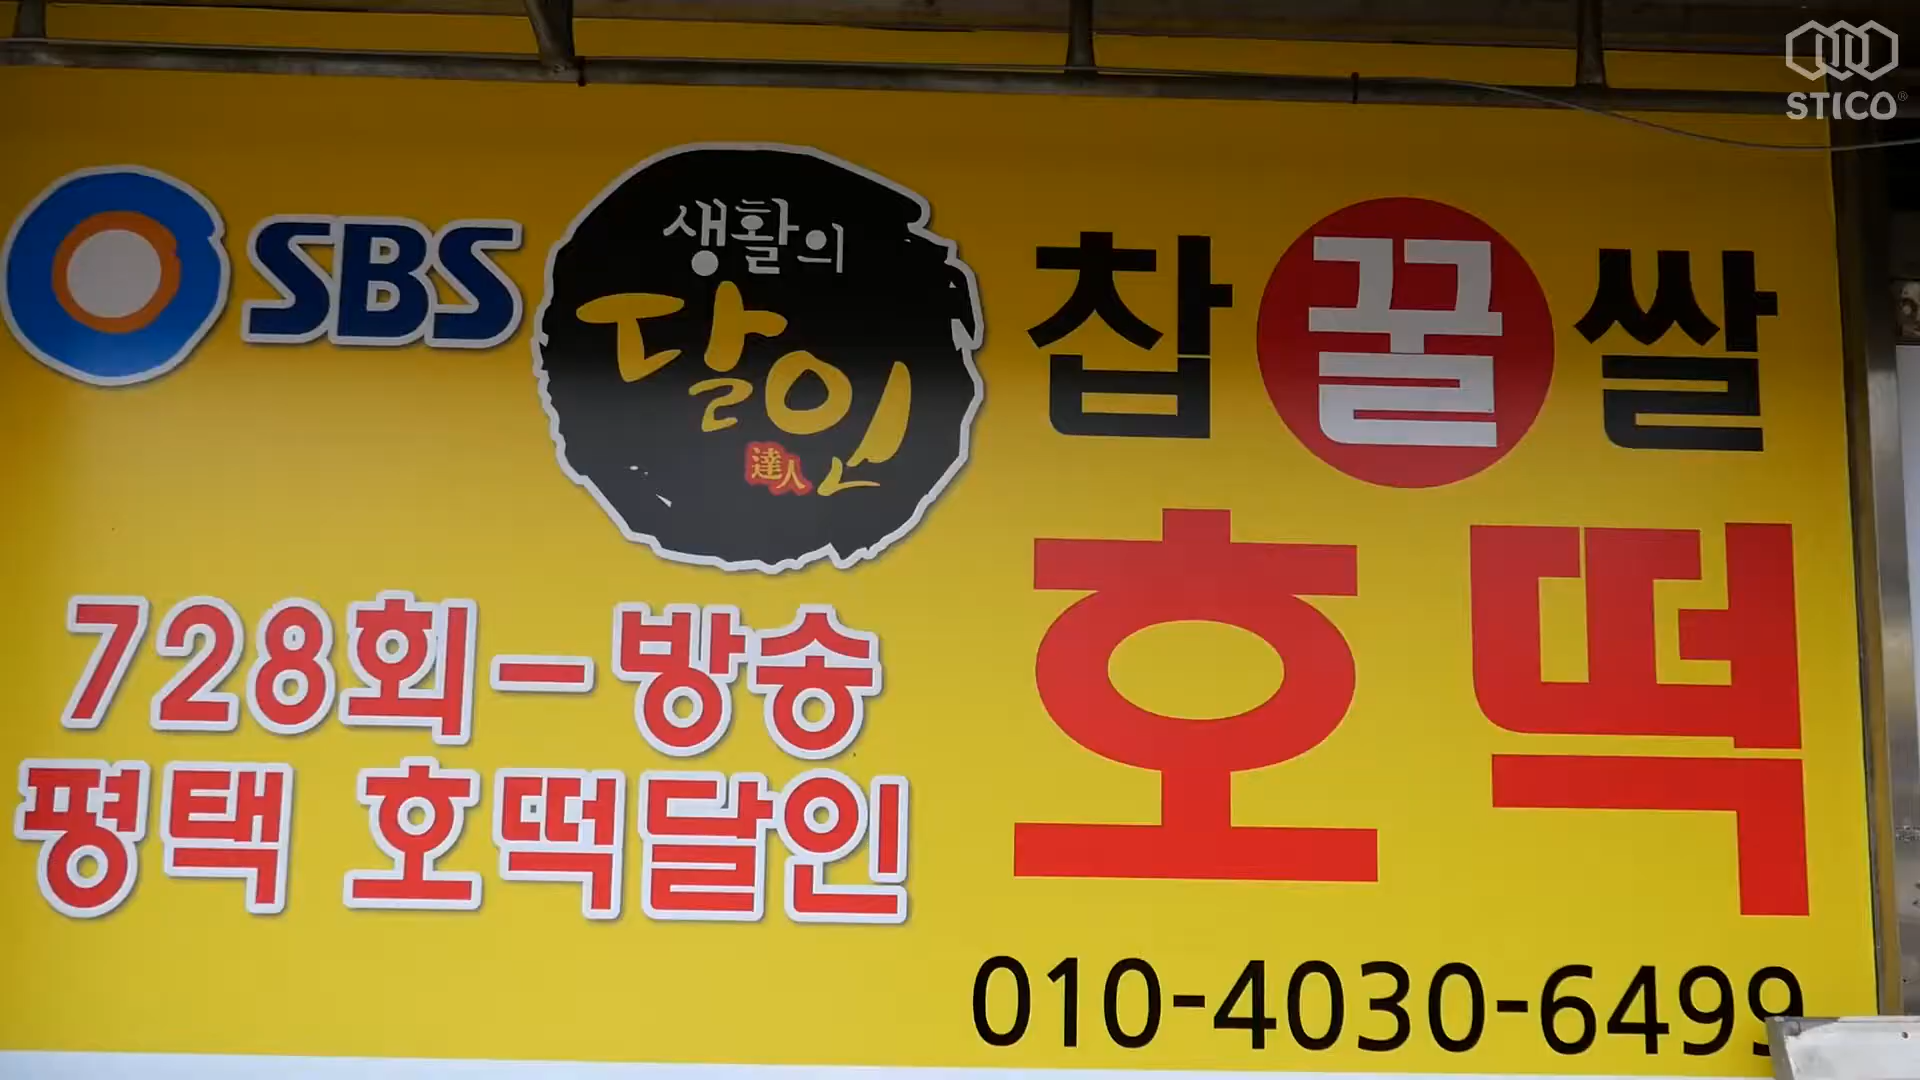 STICO
SBS
생활의
달인
達人
찹꿀쌀
호떡
728회-방송
평택 호떡달인
010-4030-6499